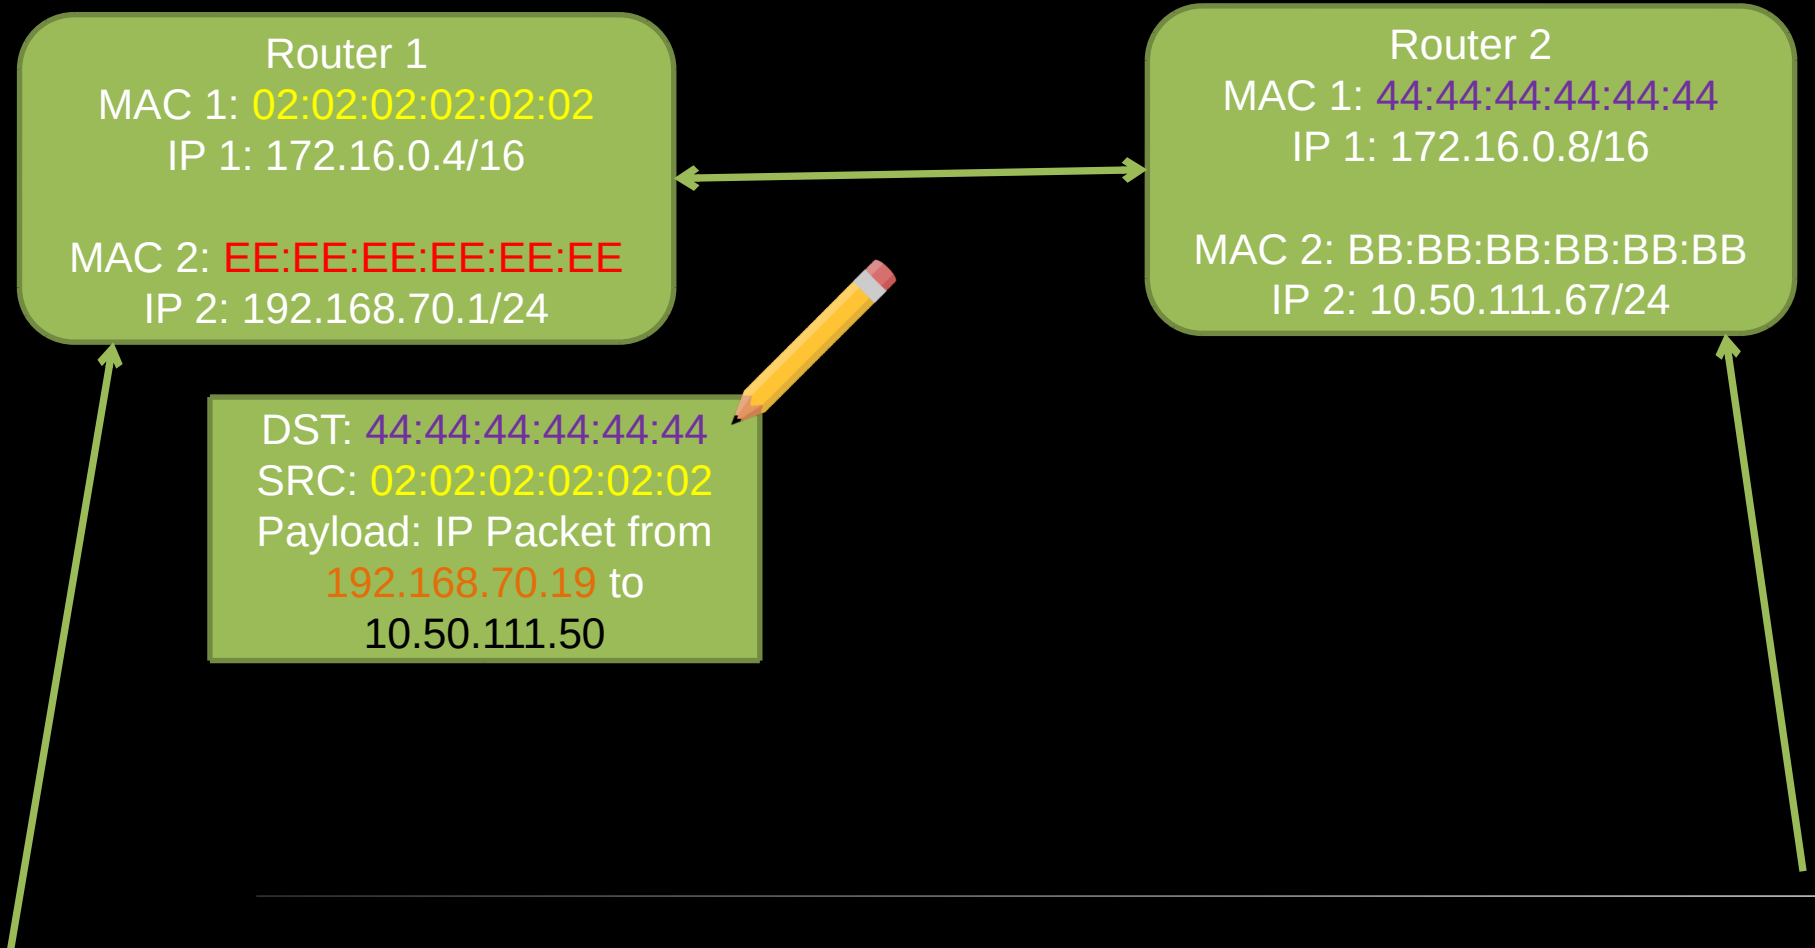 Router 1
MAC 1: 02:02:02:02:02:02
IP 1: 172.16.0.4/16
MAC 2: EE:EE:EE:EE:EE:EE
IP 2: 192.168.70.1/24
Router 2
MAC 1: 44:44:44:44:44:44
IP 1: 172.16.0.8/16
MAC 2: BB:BB:BB:BB:BB:BB
IP 2: 10.50.111.67/24
DST: 44:44:44:44:44:44
SRC: 02:02:02:02:02:02
Payload: IP Packet from
192.168.70.19 to
10.50.111.50